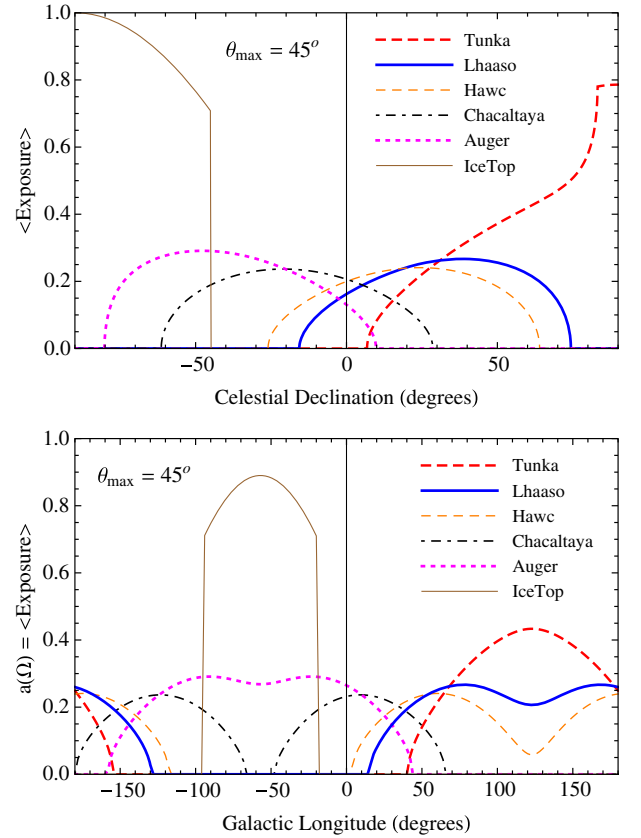 θmax = 45o
Tunka
Lhaaso
Hawc
Chacaltaya
Auger
IceTop
<Exposure>
1.0
0.8
0.6
0.4
0.2
0.0
−50
0
50
Celestial Declination (degrees)
θmax = 45o
Tunka
Lhaaso
Hawc
Chacaltaya
Auger
IceTop
a(Ω) = <Exposure>
1.0
0.8
0.6
0.4
0.2
0.0
−150
−100
−50
0
50
100
150
Galactic Longitude (degrees)